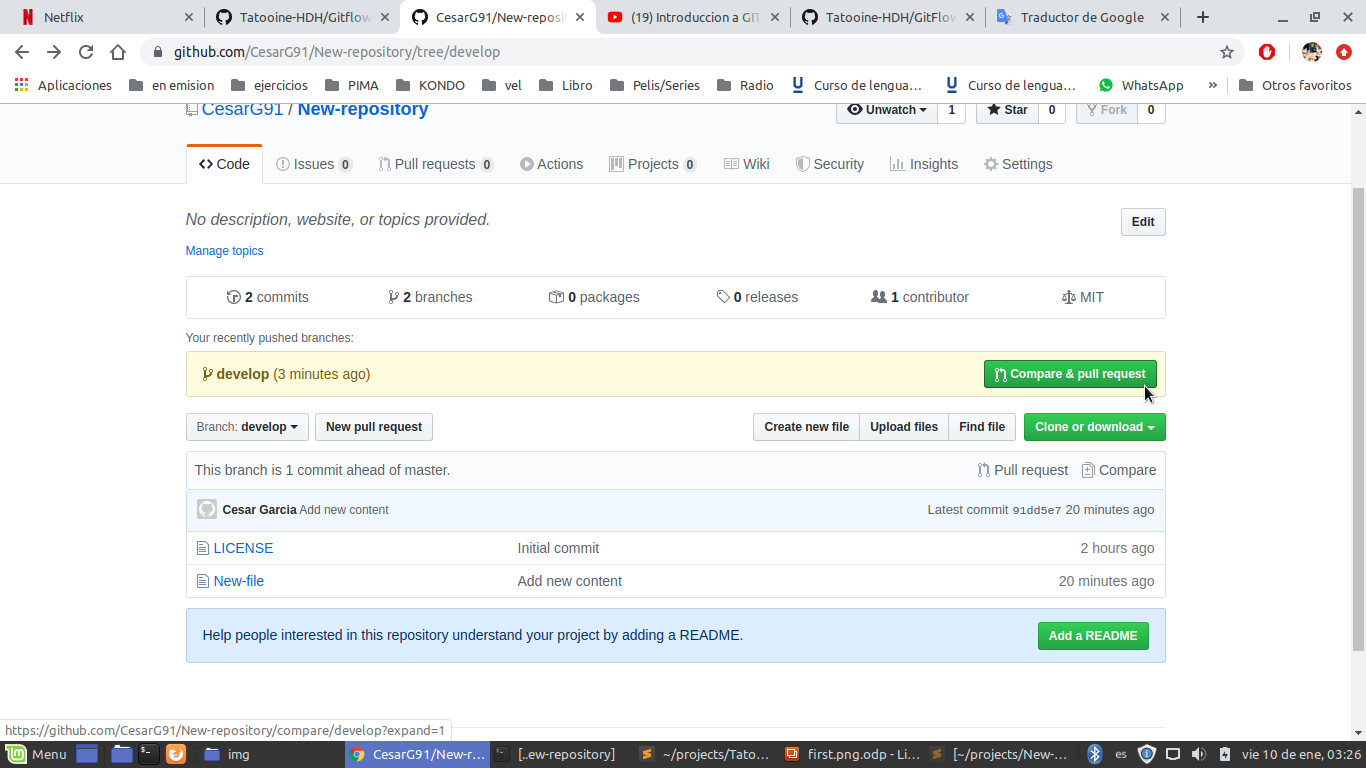 Netflix
Tatooine-HDH/Gitflow
CesarG91/New-reposi
(19) Introduccion a GI
Tatooine-HDH/GitFlow
Traductor de Google
github.com/CesarG91/New-repository/tree/develop
Aplicaciones
en emision
ejercicios
PIMA
KONDO
vel
Libro
Pelis/Series
Radio
Curso de lengua…
Curso de lengua…
WhatsApp
»
Otros favoritos
CesarG91 / New-repository
Unwatch 1
Star 0
Fork 0
Code
Issues 0
Pull requests 0
Actions
Projects 0
Wiki
Security
Insights
Settings
No description, website, or topics provided.
Edit
Manage topics
2 commits
2 branches
0 packages
0 releases
1 contributor
MIT
Your recently pushed branches:
develop (3 minutes ago)
Compare & pull request
Branch: develop
New pull request
Create new file
Upload files
Find file
Clone or download
This branch is 1 commit ahead of master.
Pull request
Compare
Cesar Garcia Add new content
Latest commit 91dd5e7 20 minutes ago
LICENSE Initial commit 2 hours ago
New-file Add new content 20 minutes ago
Help people interested in this repository understand your project by adding a README.
Add a README
https://github.com/CesarG91/New-repository/compare/develop?expand=1
Menu
img
CesarG91/New-r…
[..ew-repository]
~/projects/Tato…
first.png.odp - Li…
[~/projects/New-…
es
vie 10 de ene, 03:26